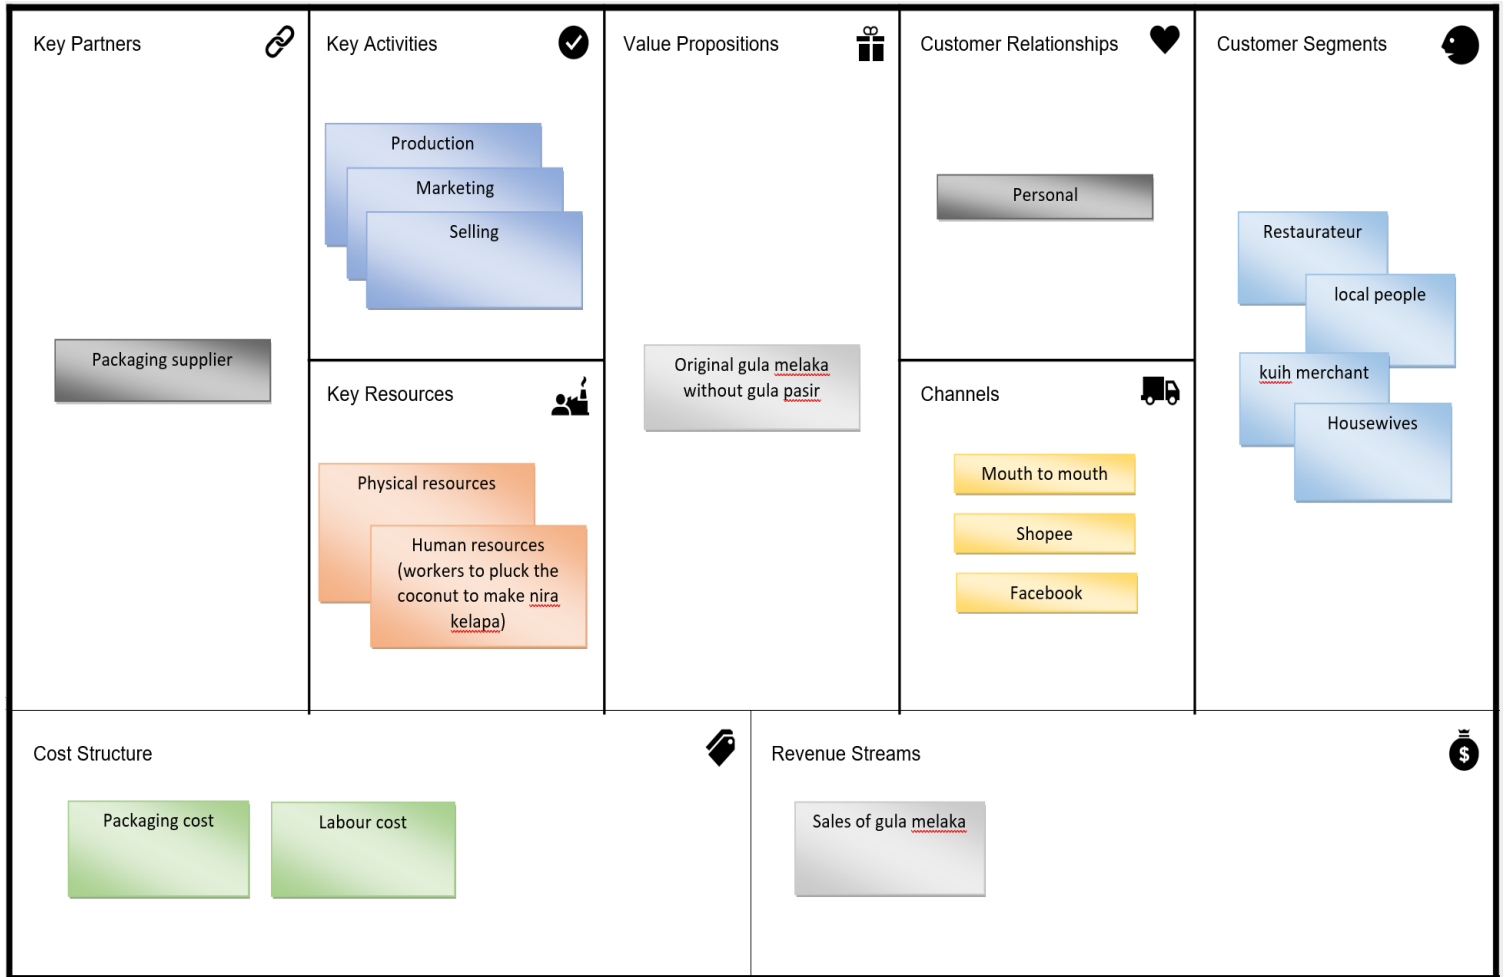 Key Partners
Packaging supplier
Key Activities
Production
Marketing
Selling
Key Resources
Physical resources
Human resources
(workers to pluck the
coconut to make nira
kelapa)
Value Propositions
Original gula melaka
without gula pasir
Customer Relationships
Personal
Channels
Mouth to mouth
Shopee
Facebook
Customer Segments
Restaurateur
local people
kuih merchant
Housewives
Cost Structure
Packaging cost
Labour cost
Revenue Streams
$
Sales of gula melaka